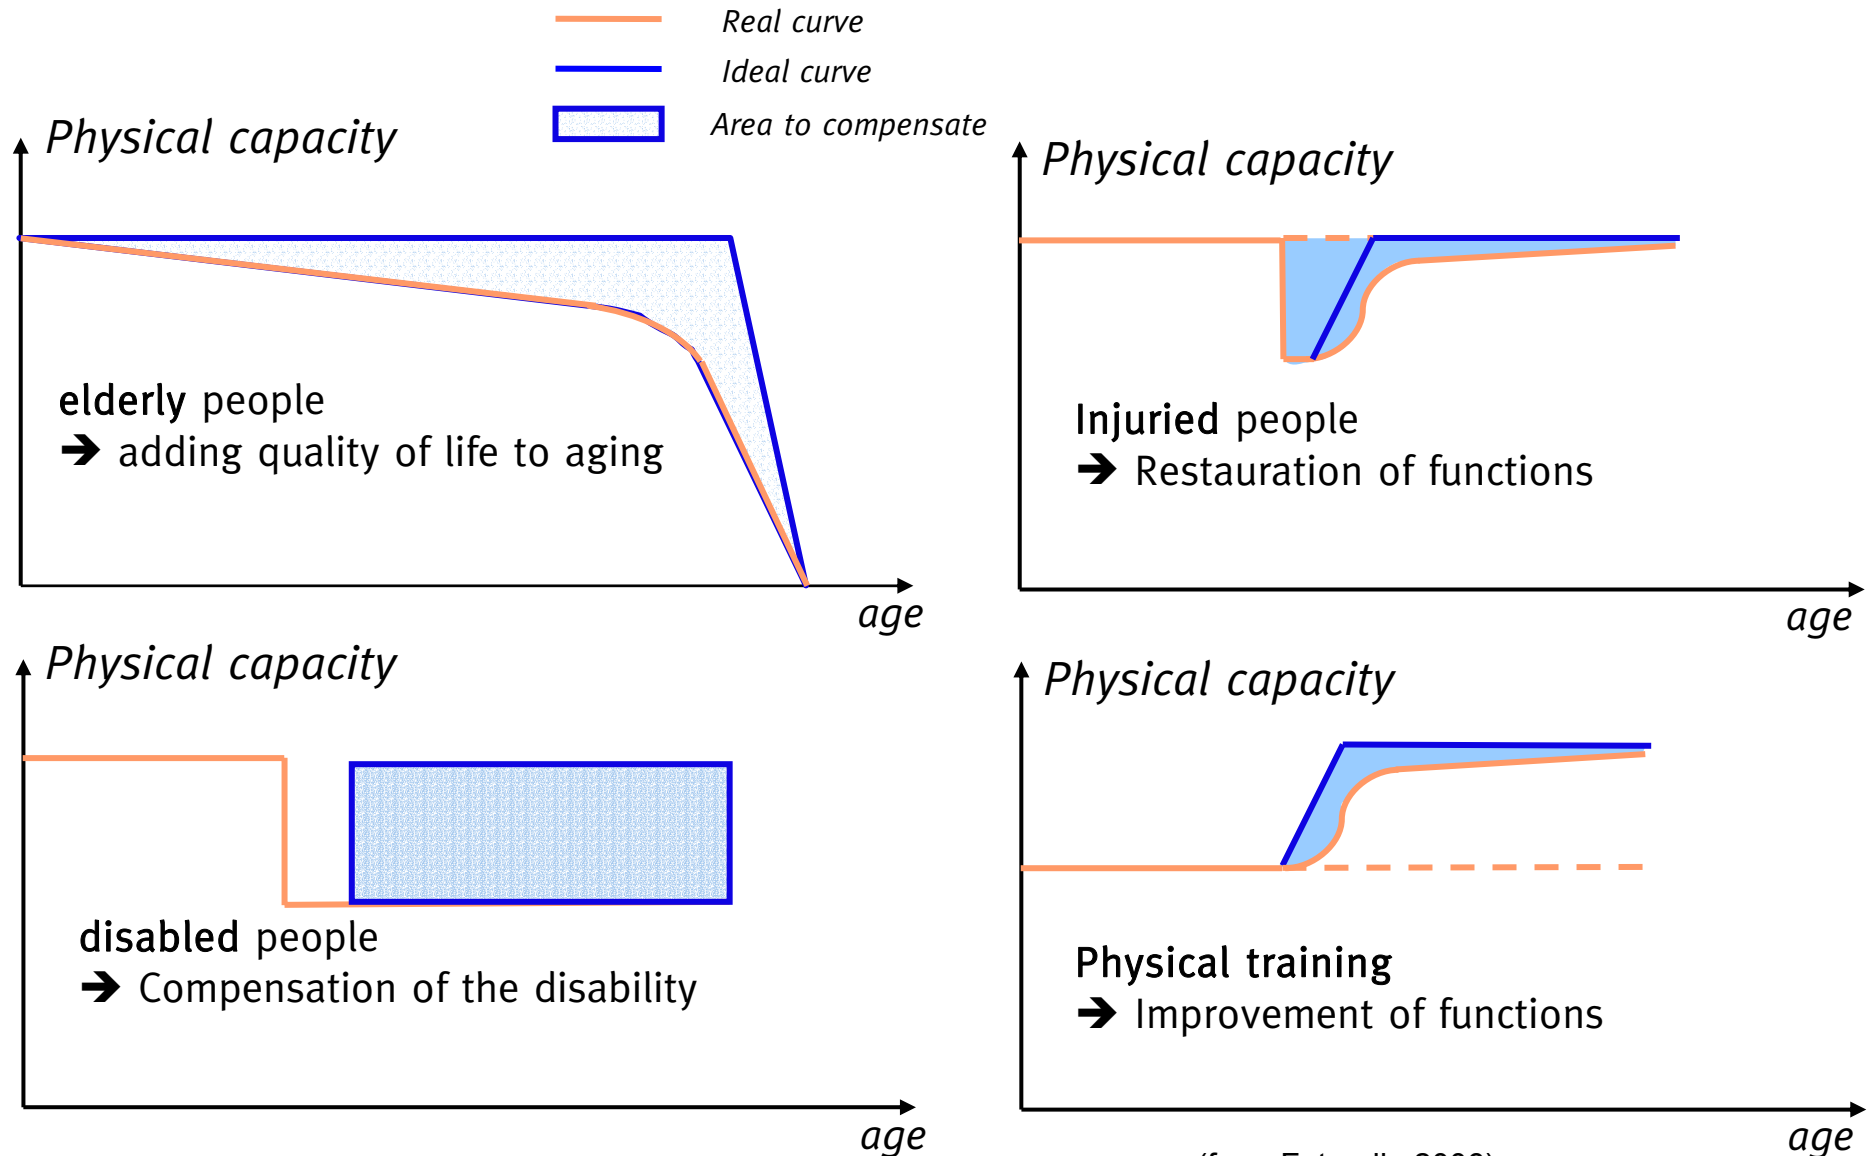 Real curve
Ideal curve
Area to compensate
Physical capacity
elderly people
➔ adding quality of life to aging
age
Physical capacity
Injuried people
➔ Restauration of functions
age
Physical capacity
disabled people
➔ Compensation of the disability
age
Physical capacity
Physical training
➔ Improvement of functions
age